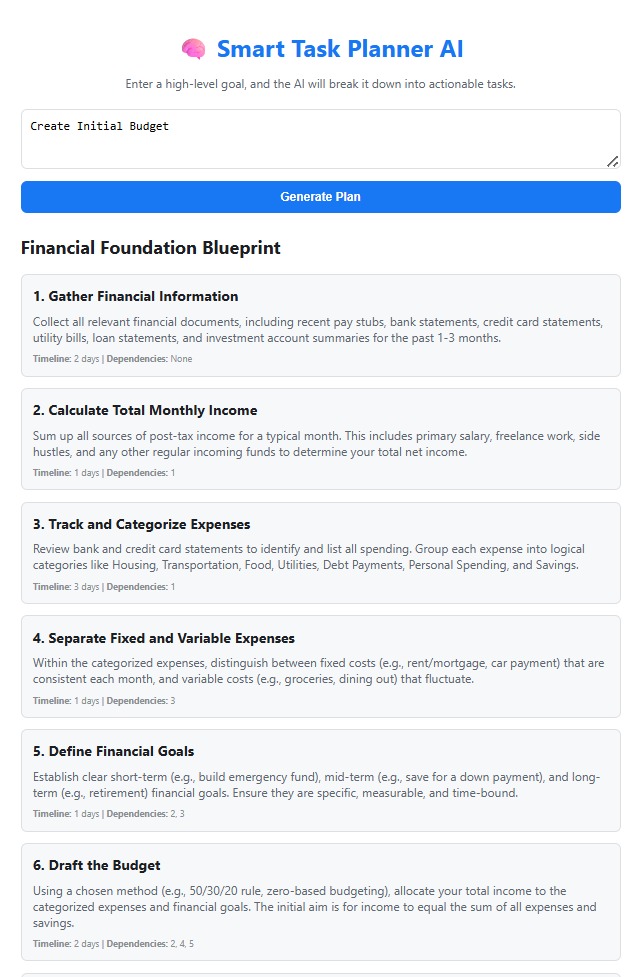 Smart Task Planner AI
Enter a high-level goal, and the AI will break it down into actionable tasks.
Create Initial Budget
Generate Plan
Financial Foundation Blueprint
1. Gather Financial Information
Collect all relevant financial documents, including recent pay stubs, bank statements, credit card statements,
utility bills, loan statements, and investment account summaries for the past 1-3 months.
Timeline: 2 days | Dependencies: None
2. Calculate Total Monthly Income
Sum up all sources of post-tax income for a typical month. This includes primary salary, freelance work, side
hustles, and any other regular incoming funds to determine your total net income.
Timeline: 1 days | Dependencies: 1
3. Track and Categorize Expenses
Review bank and credit card statements to identify and list all spending. Group each expense into logical
categories like Housing, Transportation, Food, Utilities, Debt Payments, Personal Spending, and Savings.
Timeline: 3 days | Dependencies: 1
4. Separate Fixed and Variable Expenses
Within the categorized expenses, distinguish between fixed costs (e.g., rent/mortgage, car payment) that are
consistent each month, and variable costs (e.g., groceries, dining out) that fluctuate.
Timeline: 1 days | Dependencies: 3
5. Define Financial Goals
Establish clear short-term (e.g., build emergency fund), mid-term (e.g., save for a down payment), and long-
term (e.g., retirement) financial goals. Ensure they are specific, measurable, and time-bound.
Timeline: 1 days | Dependencies: 2, 3
6. Draft the Budget
Using a chosen method (e.g., 50/30/20 rule, zero-based budgeting), allocate your total income to the
categorized expenses and financial goals. The initial aim is for income to equal the sum of all expenses and
savings.
Timeline: 2 days | Dependencies: 2, 4, 5